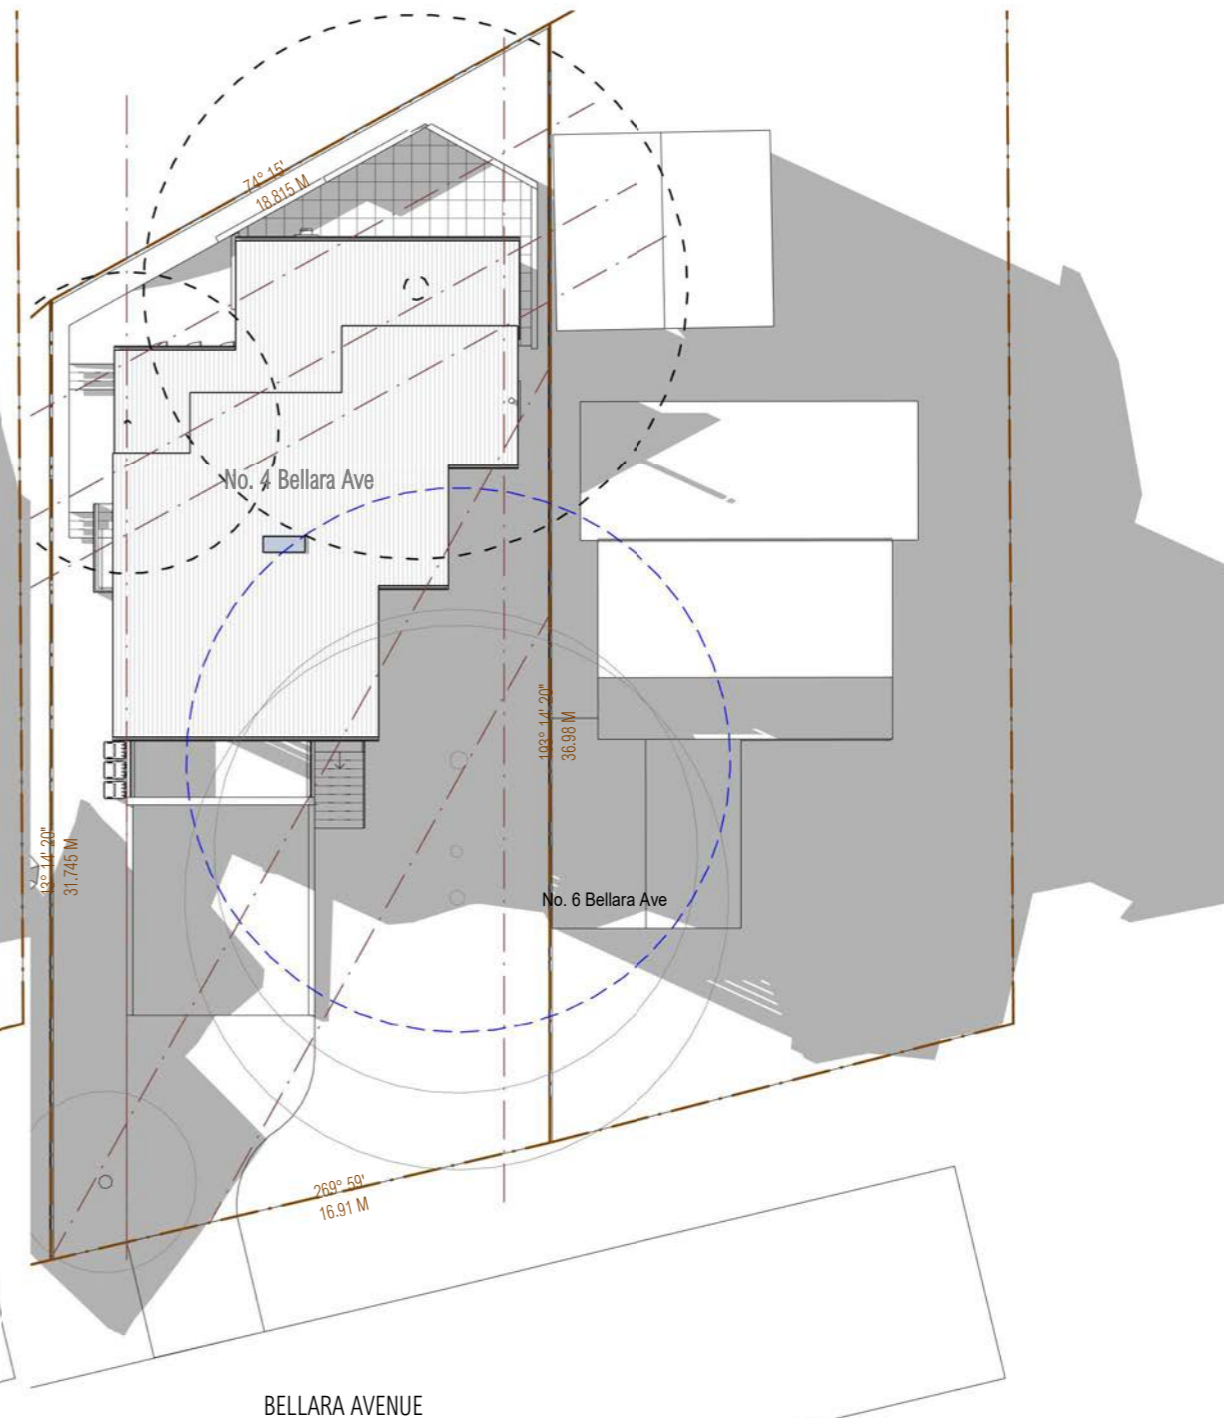 74° 15'
18.815 M
No. 4 Bellara Ave
193° 14' 20"
36.98 M
13° 14' 20"
31.745 M
No. 6 Bellara Ave
269° 59'
16.91 M
BELLARA AVENUE